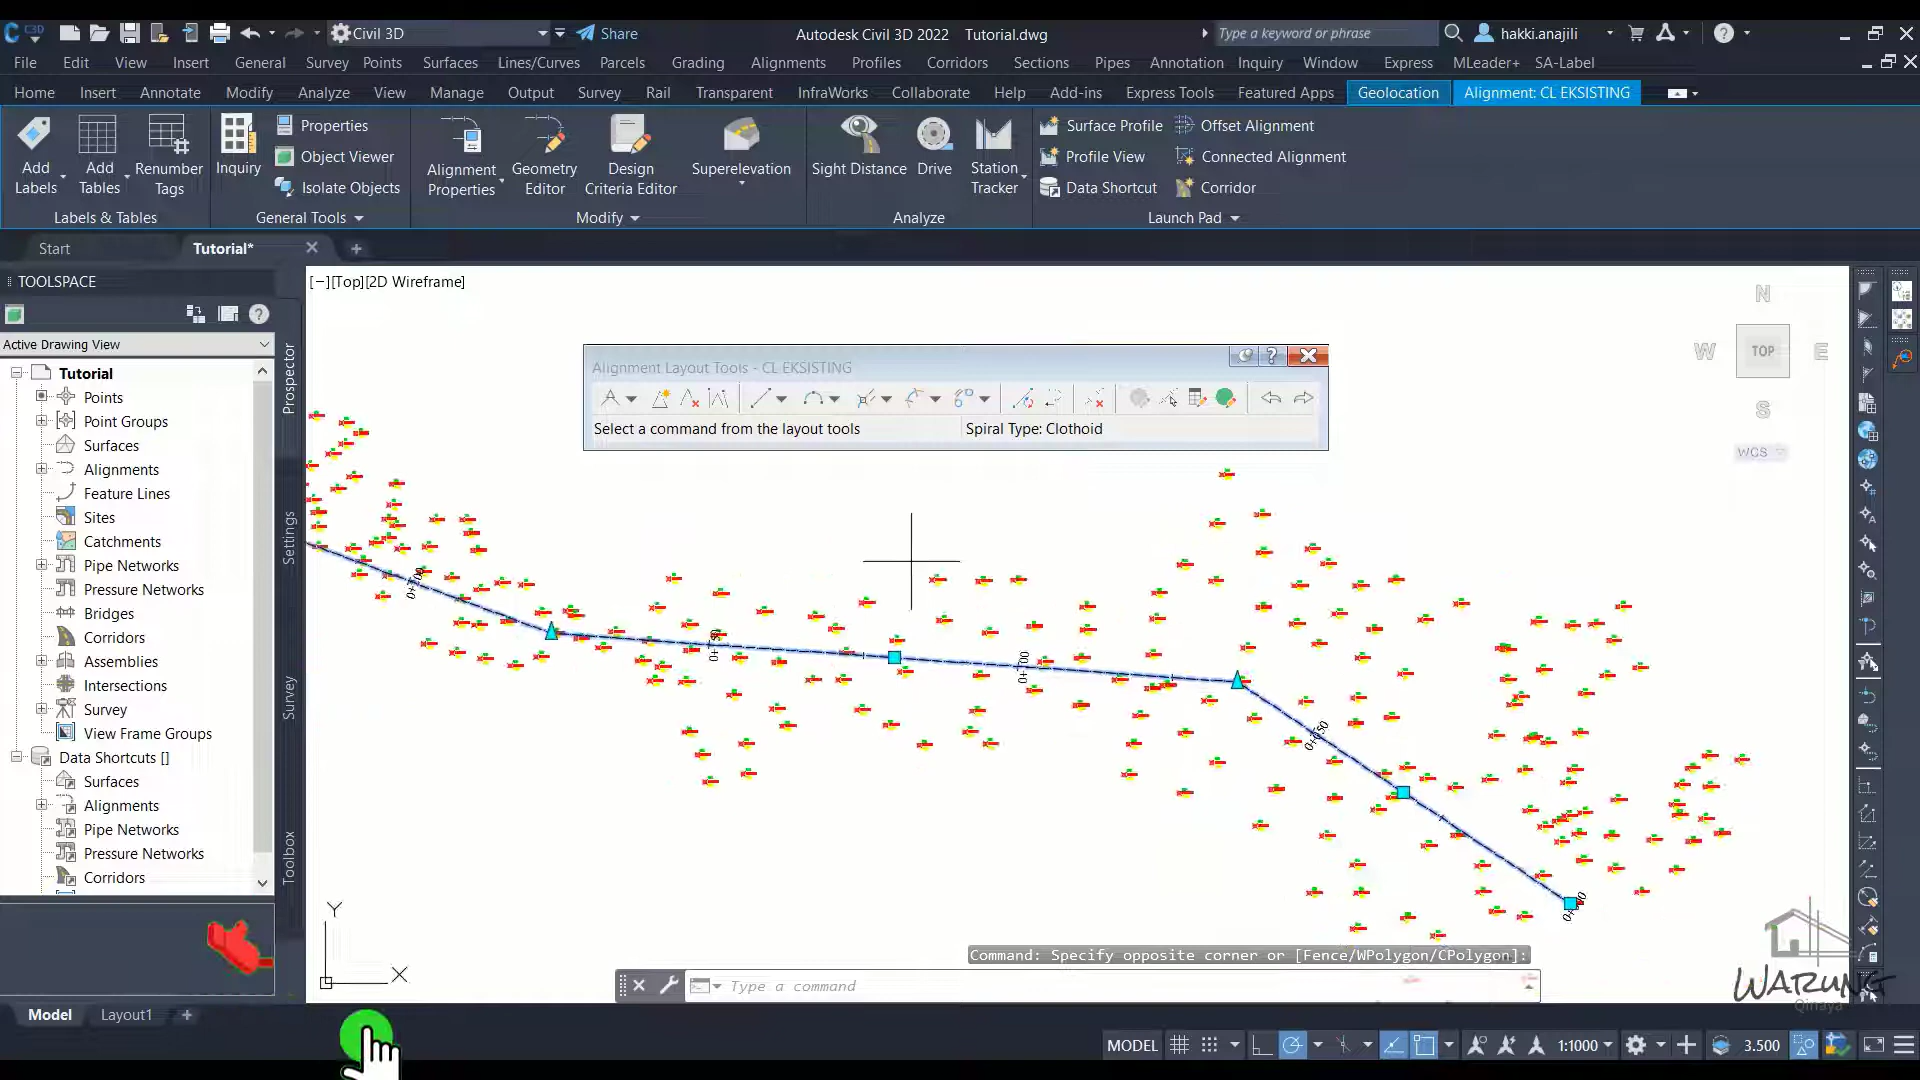 C3D
Civil 3D
Share
Autodesk Civil 3D 2022 Tutorial.dwg
Type a keyword or phrase
hakki.anajili
File Edit View Insert General Survey Points Surfaces Lines/Curves Parcels Grading Alignments Profiles Corridors Sections Pipes Annotation Inquiry Window Express MLeader+ SA-Label
Home Insert Annotate Modify Analyze View Manage Output Survey Rail Transparent InfraWorks Collaborate Help Add-ins Express Tools Featured Apps Geolocation Alignment: CL EKSISTING
Add Labels
Add Tables
Renumber Tags
Labels & Tables
Inquiry
Properties
Object Viewer
Isolate Objects
General Tools
Alignment Properties
Geometry Editor
Design Criteria Editor
Superelevation
Modify
Sight Distance
Drive
Station Tracker
Analyze
Surface Profile
Profile View
Data Shortcut
Offset Alignment
Connected Alignment
Corridor
Launch Pad
Start
Tutorial*
TOOLSPACE
Active Drawing View
Tutorial
Points
Point Groups
Surfaces
Alignments
Feature Lines
Sites
Catchments
Pipe Networks
Pressure Networks
Bridges
Corridors
Assemblies
Intersections
Survey
View Frame Groups
Data Shortcuts []
Surfaces
Alignments
Pipe Networks
Pressure Networks
Corridors
Prospector
Settings
Survey
Toolbox
[−][Top][2D Wireframe]
Alignment Layout Tools - CL EKSISTING
Select a command from the layout tools
Spiral Type: Clothoid
N
W TOP E
S
WCS
0+050
Y
X
Command: Specify opposite corner or [Fence/WPolygon/CPolygon]:
Type a command
WARUNG
Qinaya
Model
Layout1
MODEL
1:1000
3.500